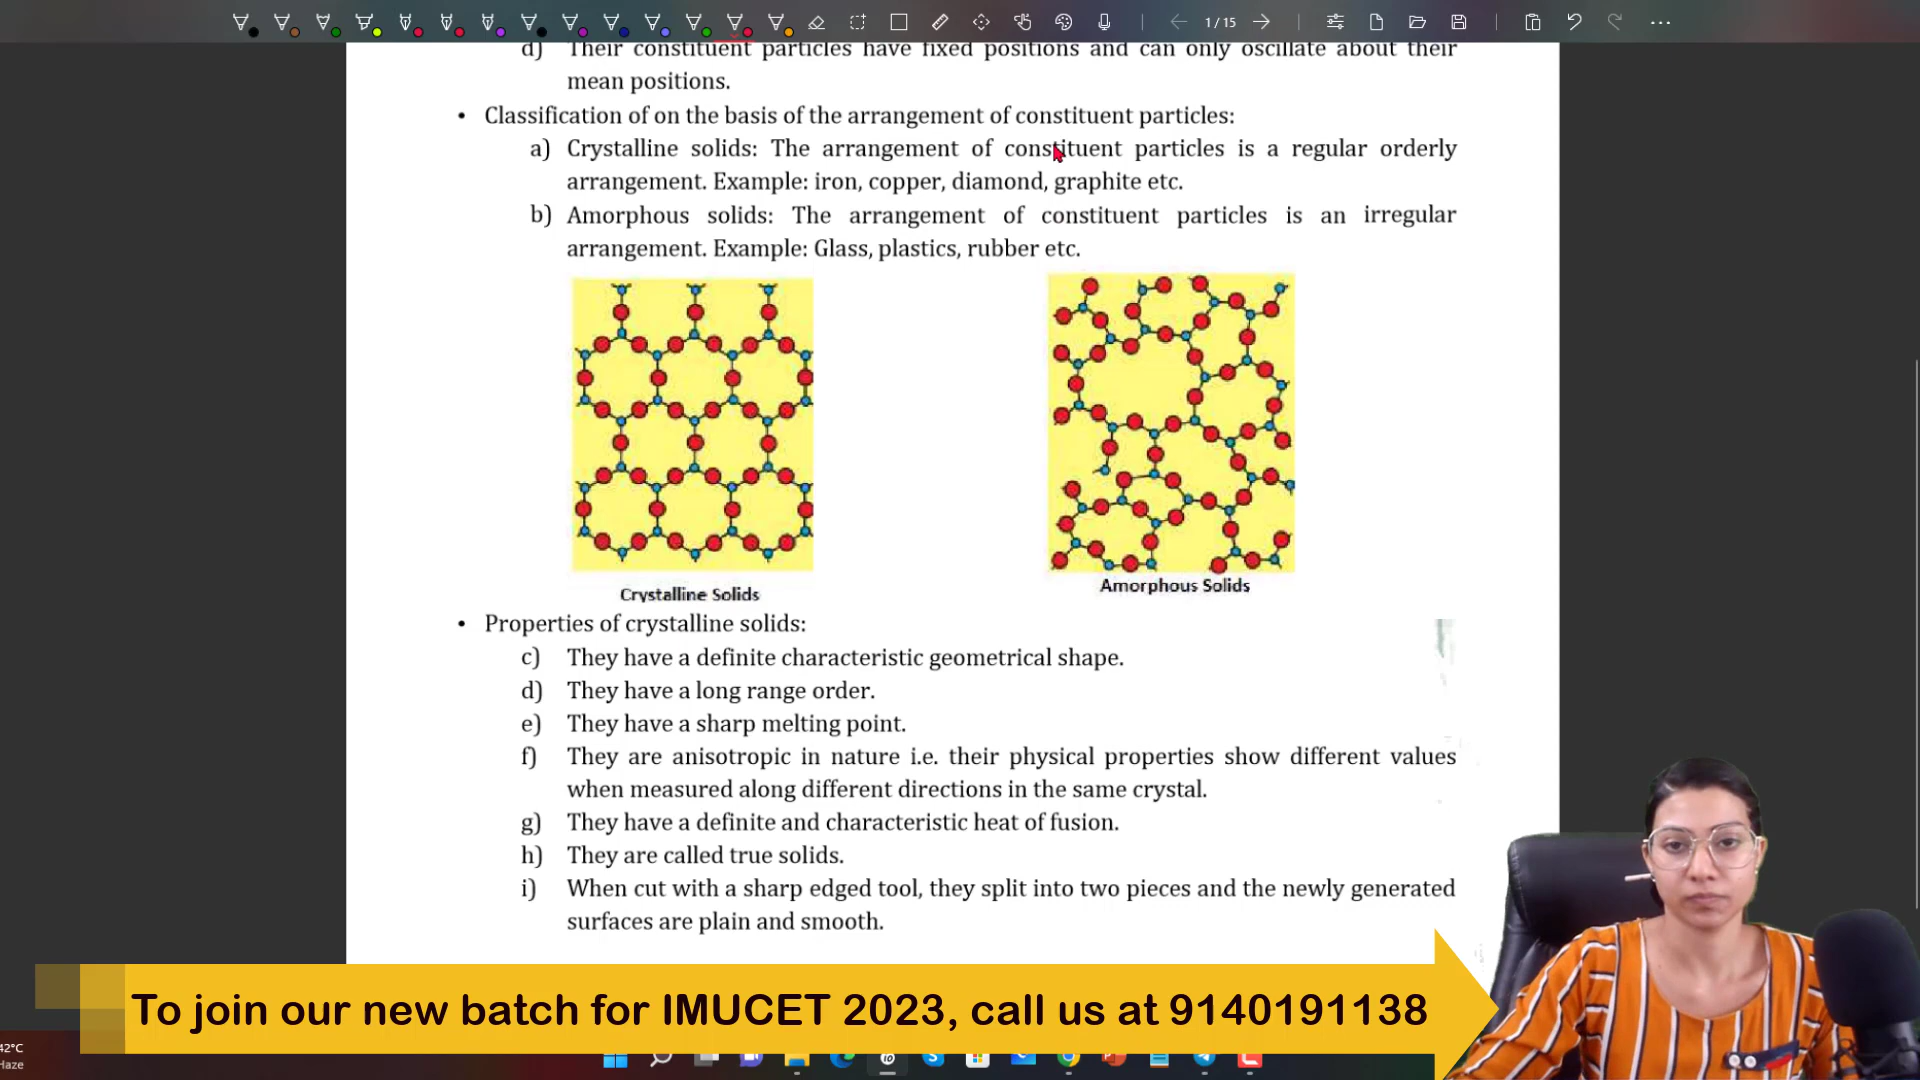 1 / 15
d) Their constituent particles have fixed positions and can only oscillate about their
mean positions.
• Classification of on the basis of the arrangement of constituent particles:
a) Crystalline solids: The arrangement of constituent particles is a regular orderly
arrangement. Example: iron, copper, diamond, graphite etc.
b) Amorphous solids: The arrangement of constituent particles is an irregular
arrangement. Example: Glass, plastics, rubber etc.
Crystalline Solids
Amorphous Solids
• Properties of crystalline solids:
c) They have a definite characteristic geometrical shape.
d) They have a long range order.
e) They have a sharp melting point.
f) They are anisotropic in nature i.e. their physical properties show different values
when measured along different directions in the same crystal.
g) They have a definite and characteristic heat of fusion.
h) They are called true solids.
i) When cut with a sharp edged tool, they split into two pieces and the newly generated
surfaces are plain and smooth.
To join our new batch for IMUCET 2023, call us at 9140191138
42°C
Haze